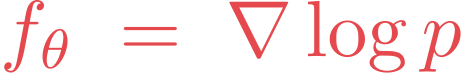 f_θ = ∇ log p